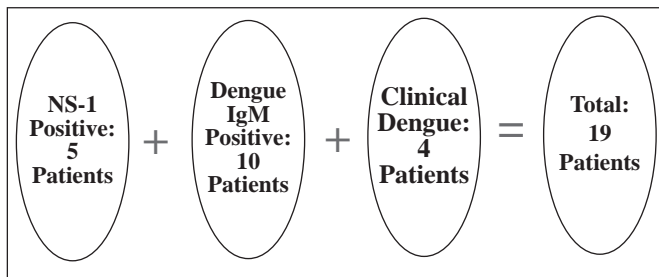 NS-1
Positive:
5
Patients
+
Dengue
IgM
Positive:
10
Patients
+
Clinical
Dengue:
4
Patients
=
Total:
19
Patients